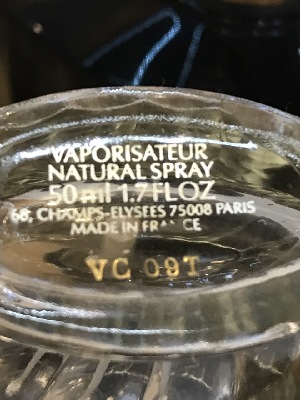 VAPORISATEUR
NATURAL SPRAY
50 ml 1.7 FL OZ
68, CHAMPS-ELYSEES 75008 PARIS
MADE IN FRANCE
VC 09T